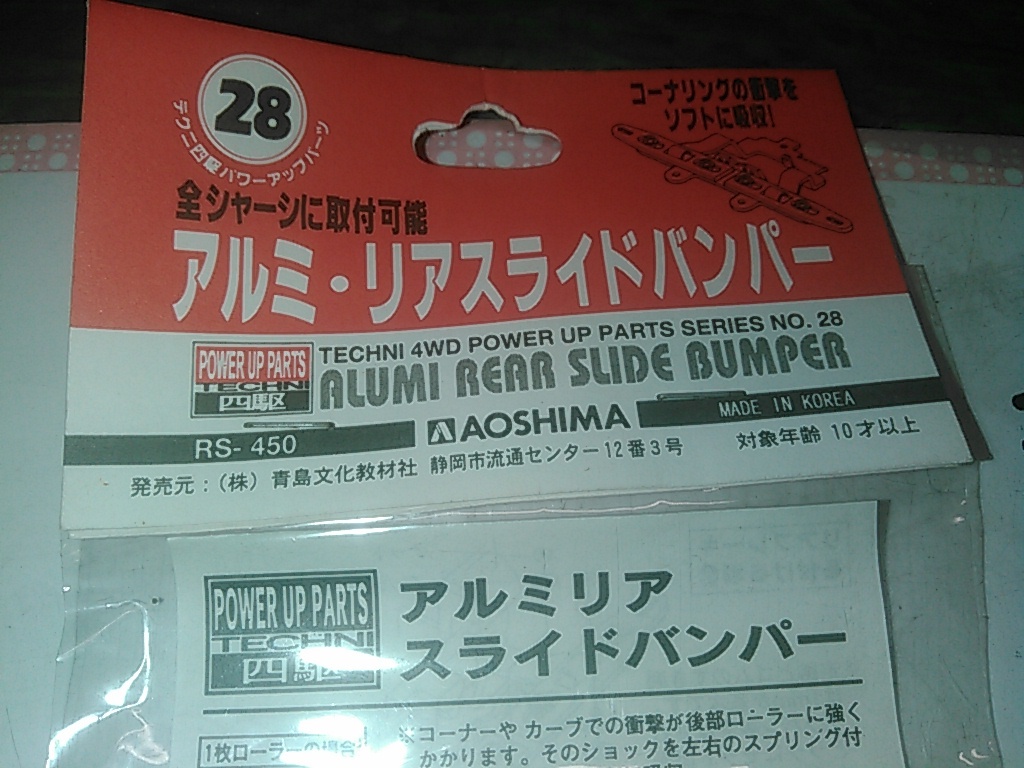 28
テクニ四駆パワーアップパーツ
コーナリングの衝撃を
ソフトに吸収!
全シャーシに取付可能
アルミ・リアスライドバンパー
POWER UP PARTS
TECHNI
四駆
TECHNI 4WD POWER UP PARTS SERIES NO. 28
ALUMI REAR SLIDE BUMPER
RS-450
AOSHIMA
MADE IN KOREA
発売元:(株)青島文化教材社 静岡市流通センター12番3号
対象年齢 10才以上
POWER UP PARTS
TECHNI
四駆
アルミリア
スライドバンパー
1枚ローラーの場合
※コーナーや カーブでの衝撃が後部ローラーに強く
かかります。そのショックを左右のスプリング付